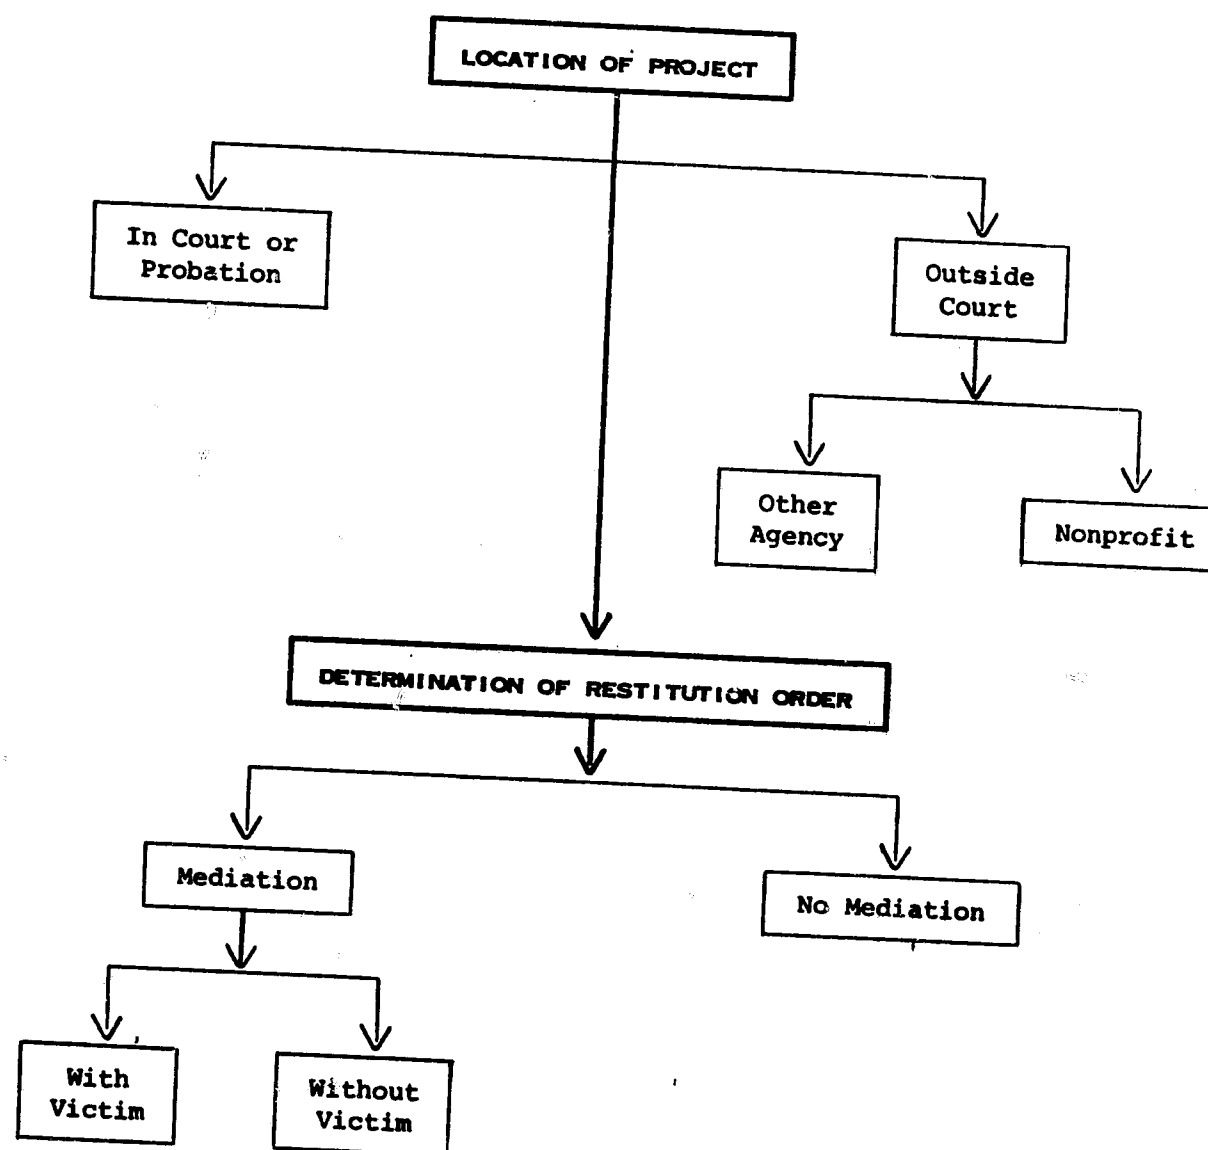 LOCATION OF PROJECT
In Court or
Probation
Outside
Court
Other
Agency
Nonprofit
DETERMINATION OF RESTITUTION ORDER
Mediation
No Mediation
With
Victim
Without
Victim